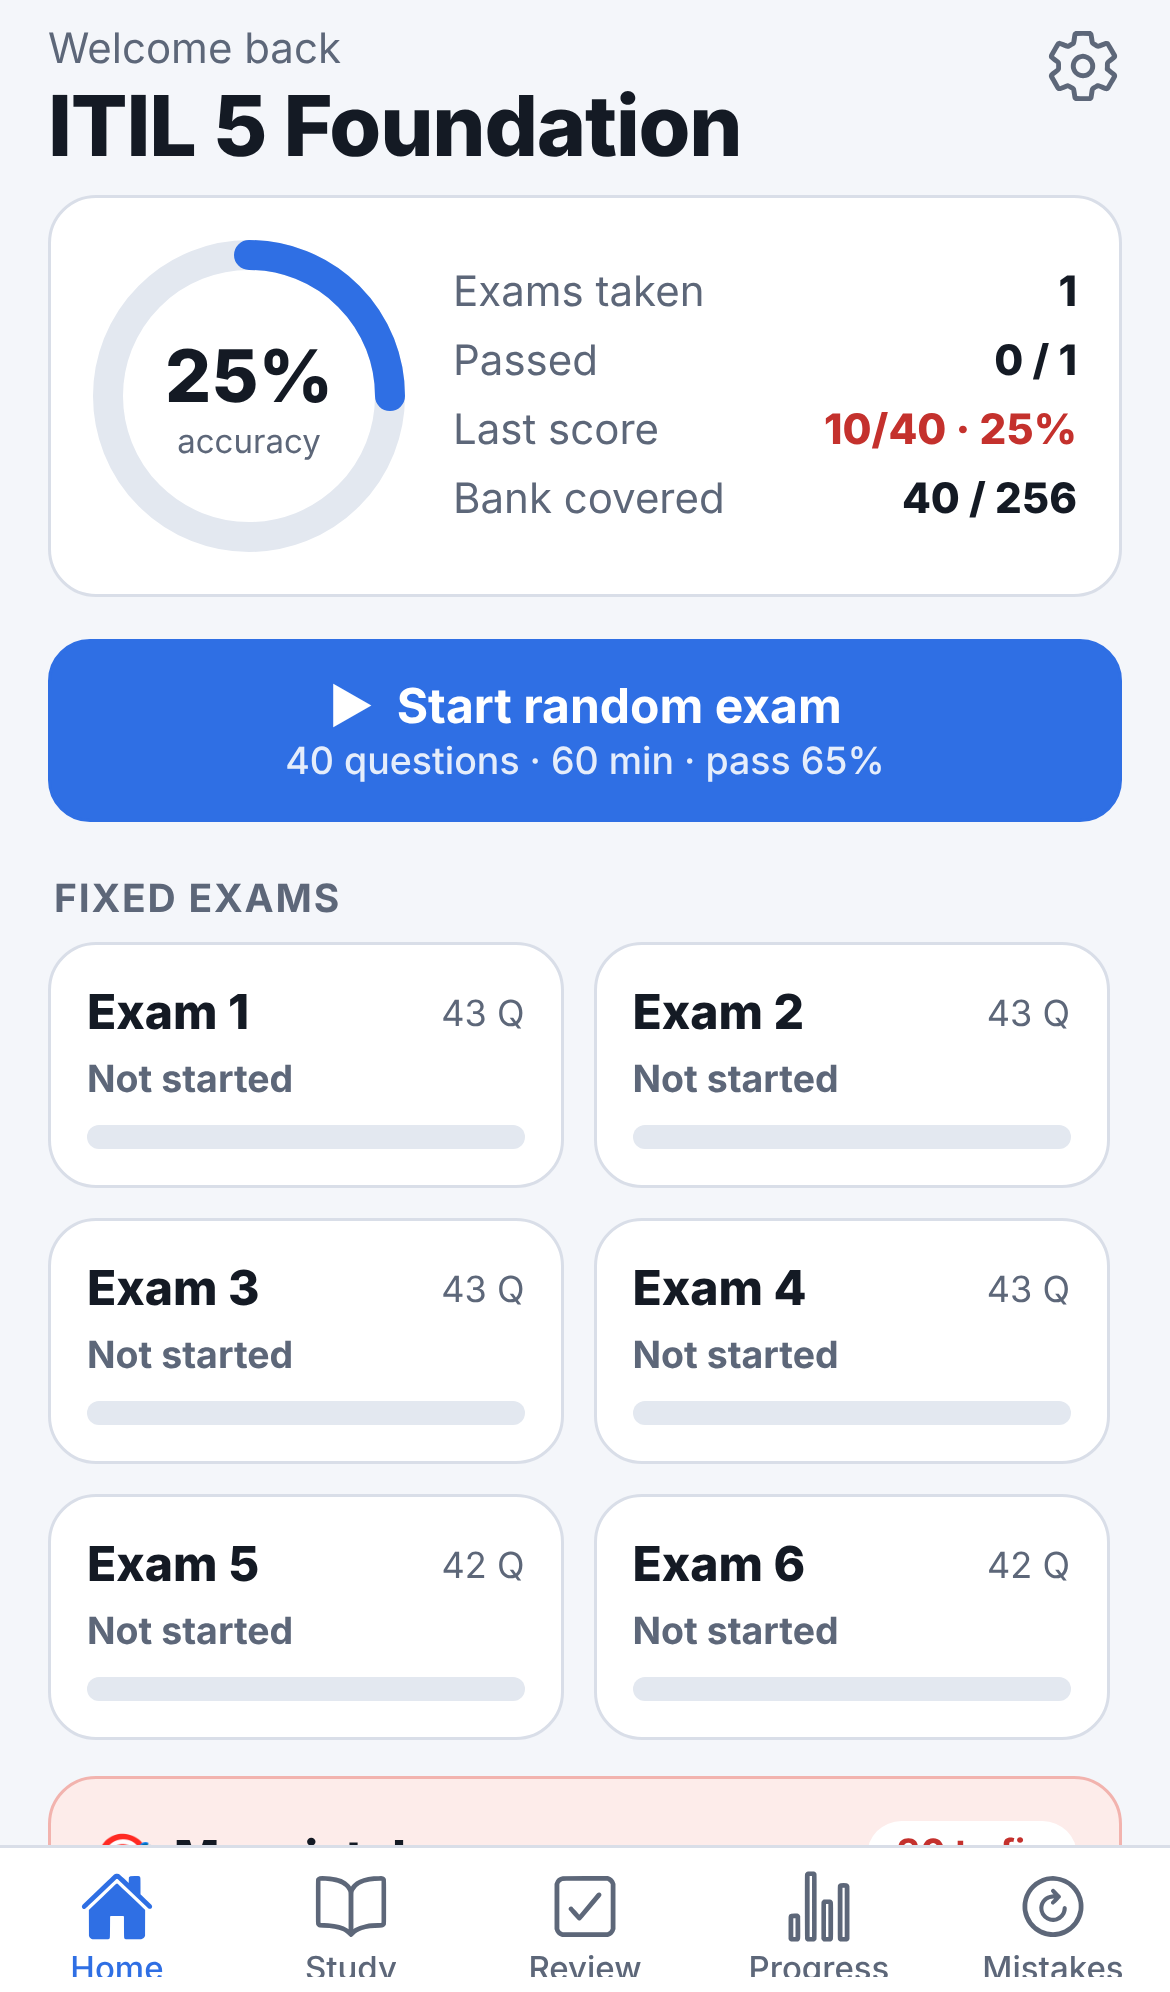 Welcome back
ITIL 5 Foundation
25%
accuracy
Exams taken 1
Passed 0 / 1
Last score 10/40 · 25%
Bank covered 40 / 256
Start random exam
40 questions · 60 min · pass 65%
FIXED EXAMS
Exam 1 43 Q
Not started
Exam 2 43 Q
Not started
Exam 3 43 Q
Not started
Exam 4 43 Q
Not started
Exam 5 42 Q
Not started
Exam 6 42 Q
Not started
Home
Study
Review
Progress
Mistakes